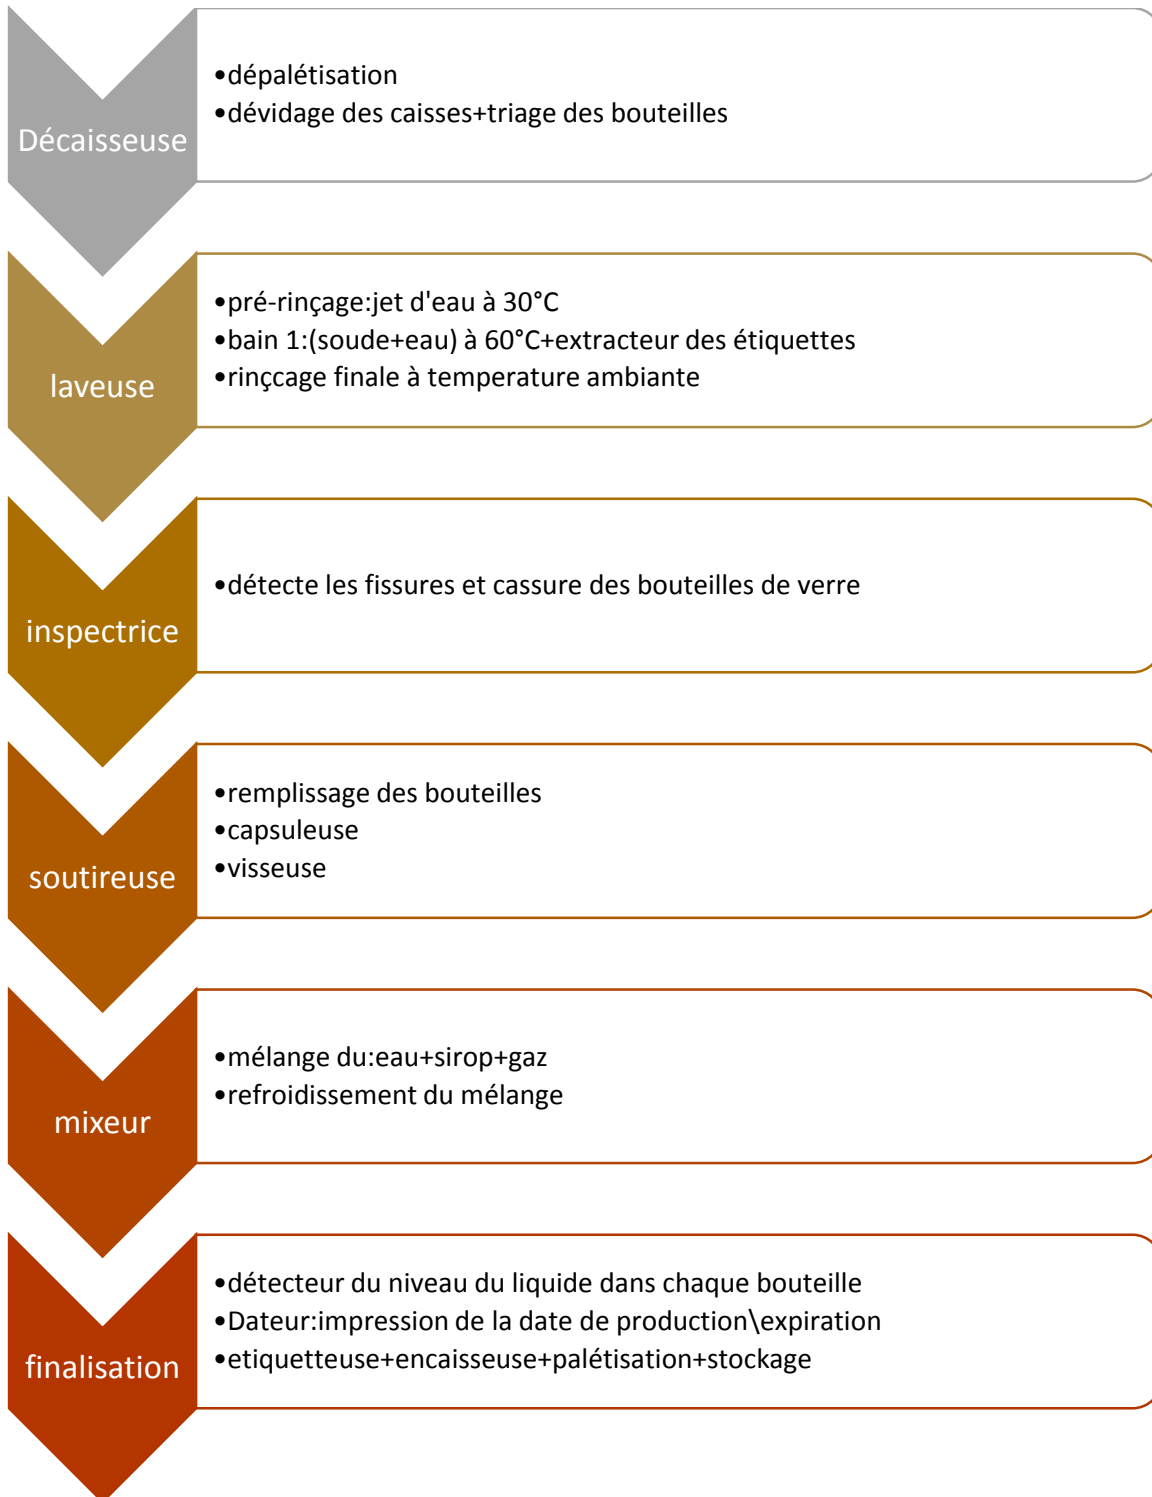 Décaisseuse
•dépalétisation
•dévidage des caisses+triage des bouteilles
laveuse
•pré-rinçage:jet d'eau à 30°C
•bain 1:(soude+eau) à 60°C+extracteur des étiquettes
•rinçcage finale à temperature ambiante
inspectrice
•détecte les fissures et cassure des bouteilles de verre
soutireuse
•remplissage des bouteilles
•capsuleuse
•visseuse
mixeur
•mélange du:eau+sirop+gaz
•refroidissement du mélange
finalisation
•détecteur du niveau du liquide dans chaque bouteille
•Dateur:impression de la date de production\expiration
•etiquetteuse+encaisseuse+palétisation+stockage